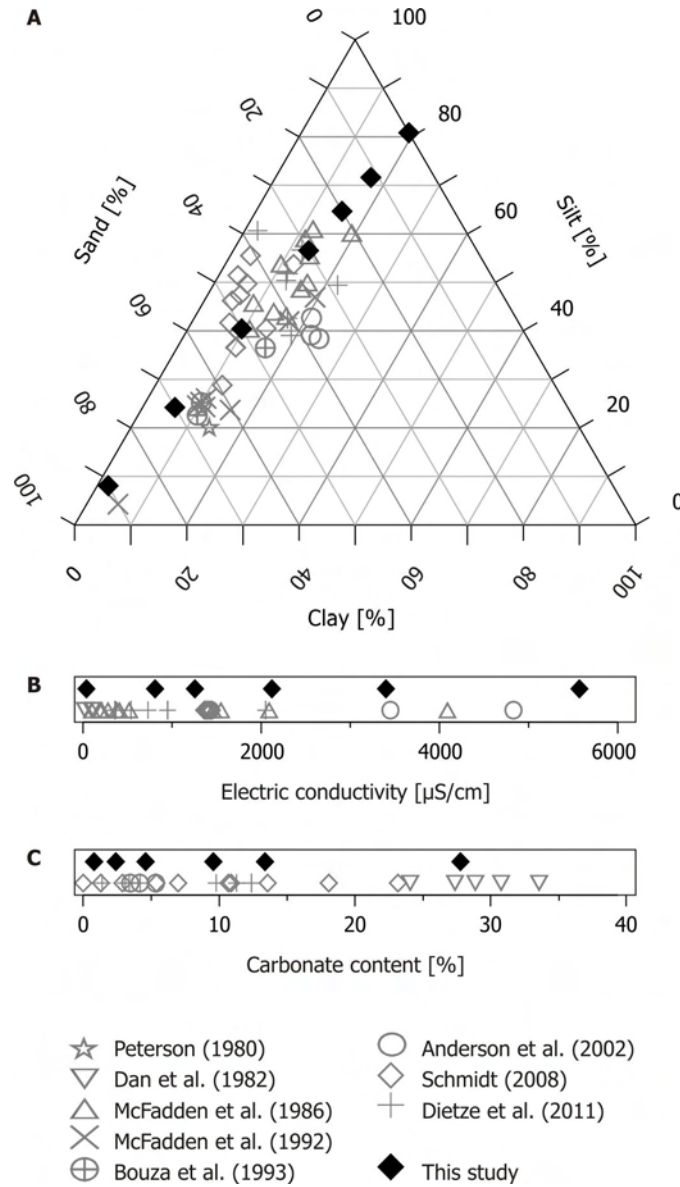 A
0
100
20
80
Sand [%]
Silt [%]
40
60
60
40
80
20
100
0
0
20
40
60
80
100
Clay [%]
B
0
2000
4000
6000
Electric conductivity [µS/cm]
C
0
10
20
30
40
Carbonate content [%]
Peterson (1980)
Dan et al. (1982)
McFadden et al. (1986)
McFadden et al. (1992)
Bouza et al. (1993)
Anderson et al. (2002)
Schmidt (2008)
Dietze et al. (2011)
This study